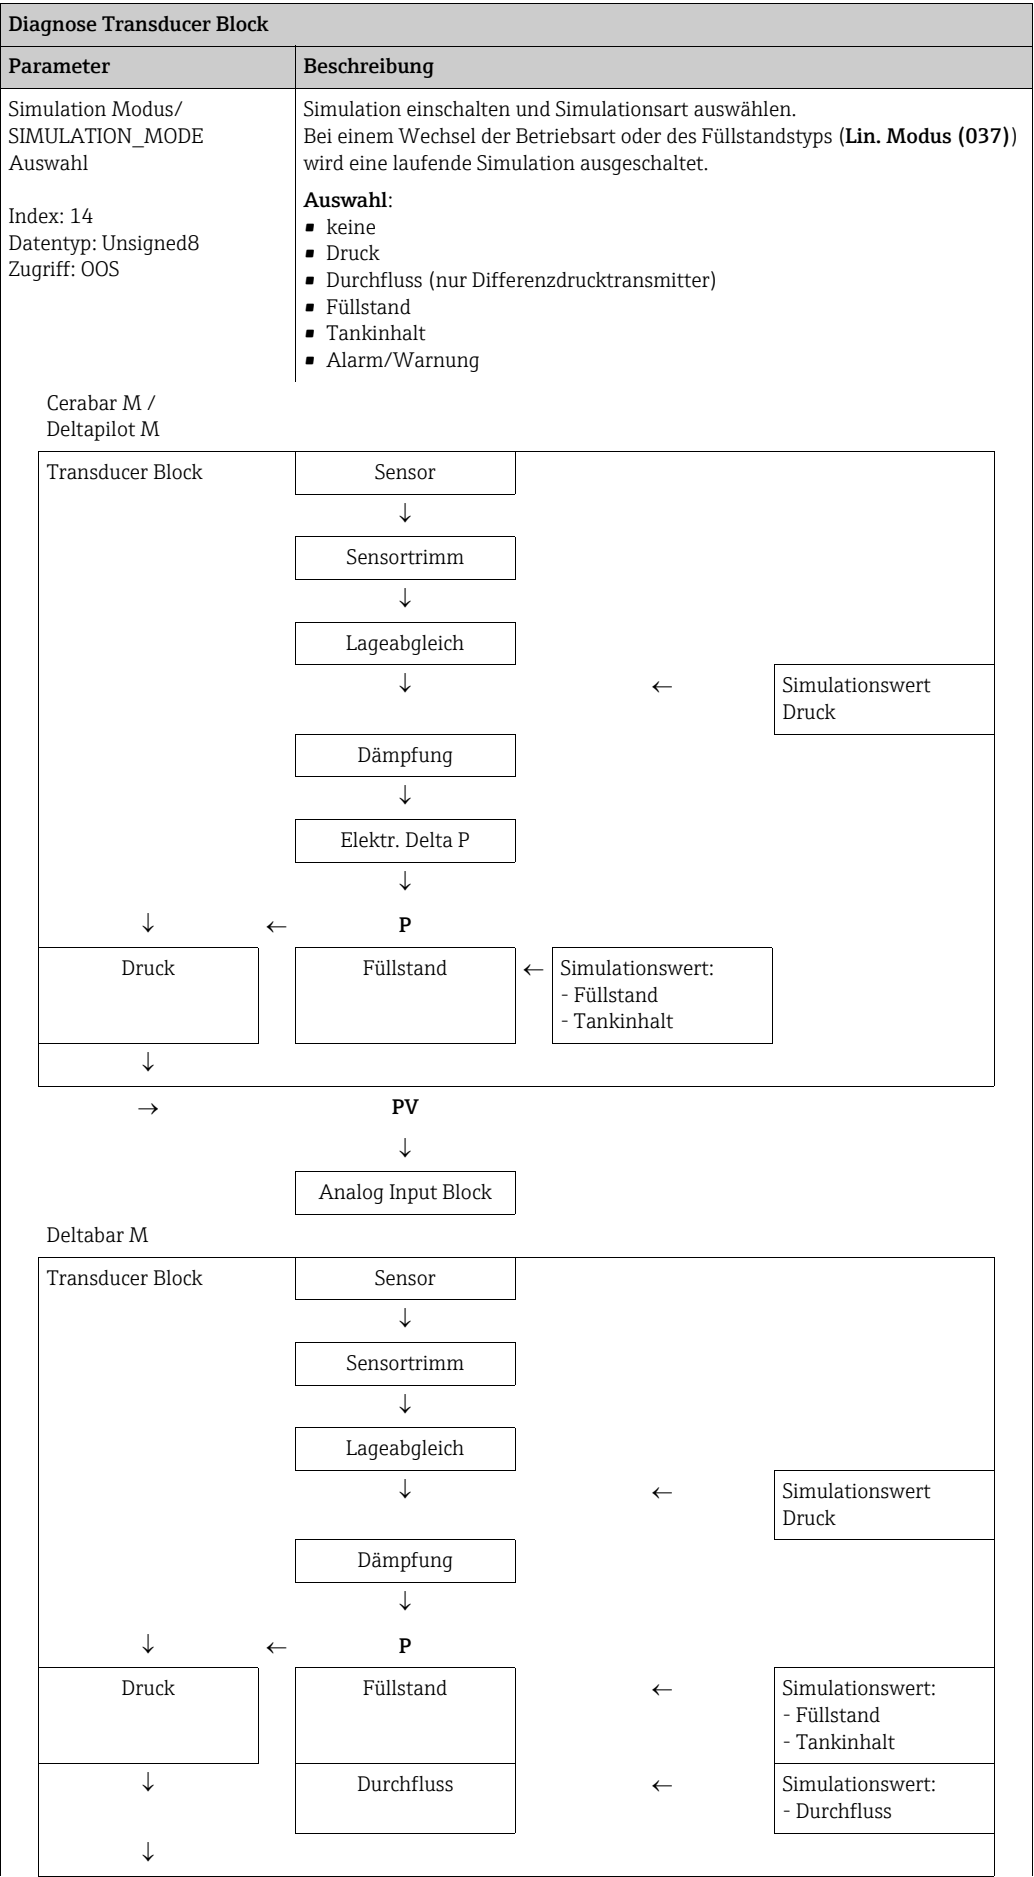 Diagnose Transducer Block
Parameter
Beschreibung
Simulation Modus/
SIMULATION_MODE
Auswahl
Index: 14
Datentyp: Unsigned8
Zugriff: OOS
Simulation einschalten und Simulationsart auswählen.
Bei einem Wechsel der Betriebsart oder des Füllstandstyps (Lin. Modus (037))
wird eine laufende Simulation ausgeschaltet.
Auswahl:
▪ keine
▪ Druck
▪ Durchfluss (nur Differenzdrucktransmitter)
▪ Füllstand
▪ Tankinhalt
▪ Alarm/Warnung
Cerabar M /
Deltapilot M
Transducer Block
Sensor
↓
Sensortrimm
↓
Lageabgleich
↓ ←
Simulationswert
Druck
Dämpfung
↓
Elektr. Delta P
↓
↓ ← P
Druck
Füllstand
←
Simulationswert:
- Füllstand
- Tankinhalt
↓
→ PV
↓
Analog Input Block
Deltabar M
Transducer Block
Sensor
↓
Sensortrimm
↓
Lageabgleich
↓ ←
Simulationswert
Druck
Dämpfung
↓
↓ ← P
Druck
Füllstand
←
Simulationswert:
- Füllstand
- Tankinhalt
↓
Durchfluss
←
Simulationswert:
- Durchfluss
↓